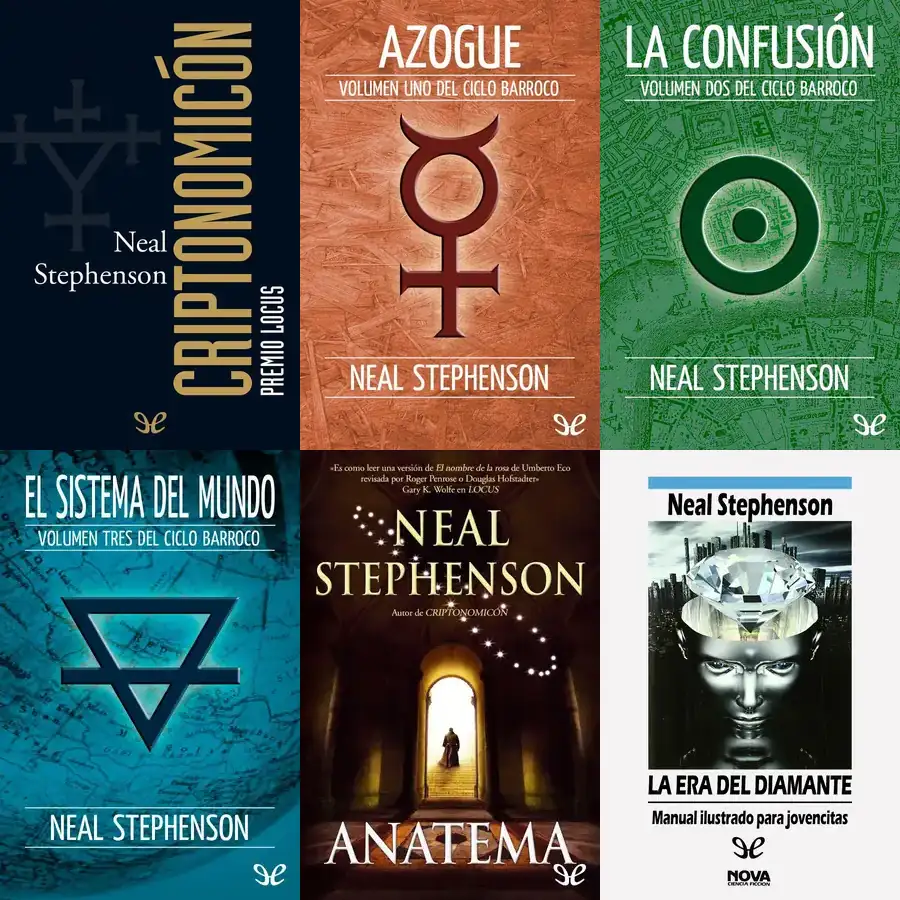 CRIPTONOMICÓN
Neal
Stephenson
PREMIO LOCUS
AZOGUE
VOLUMEN UNO DEL CICLO BARROCO
NEAL STEPHENSON
LA CONFUSIÓN
VOLUMEN DOS DEL CICLO BARROCO
NEAL STEPHENSON
EL SISTEMA DEL MUNDO
VOLUMEN TRES DEL CICLO BARROCO
NEAL STEPHENSON
«Es como leer una versión de El nombre de la rosa de Umberto Eco
revisada por Roger Penrose o Douglas Hofstadter»
Gary K. Wolfe en LOCUS
NEAL
STEPHENSON
Autor de CRIPTONOMICÓN
ANATEMA
Neal Stephenson
LA ERA DEL DIAMANTE
Manual ilustrado para jovencitas
NOVA
CIENCIA FICCIÓN